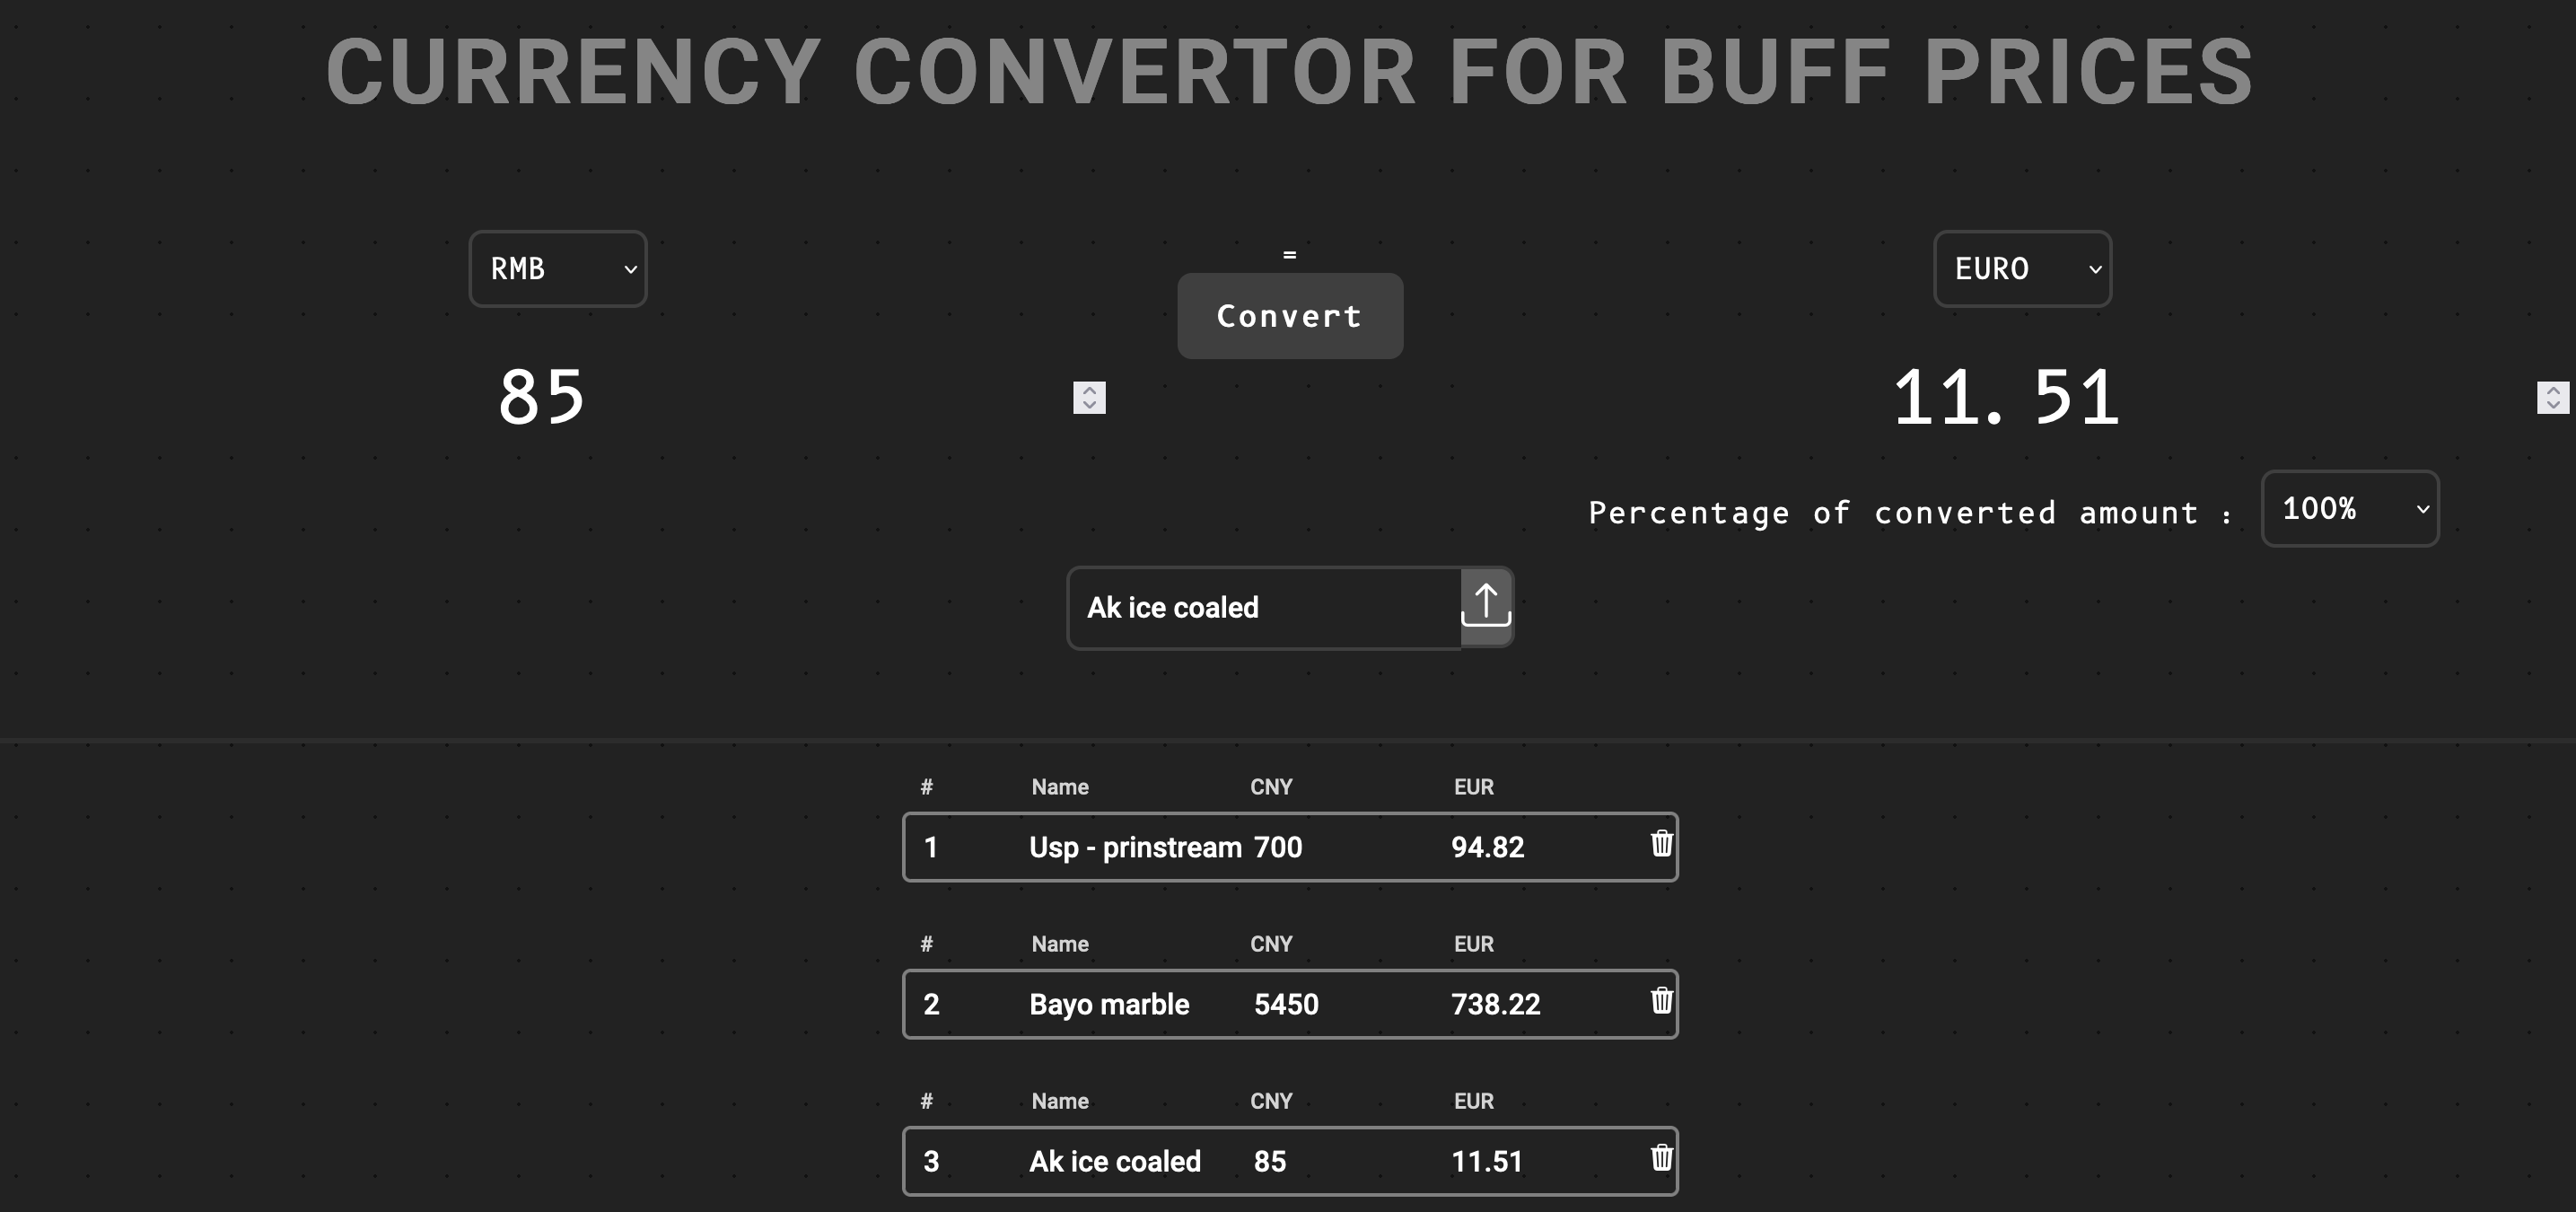 CURRENCY CONVERTOR FOR BUFF PRICES
RMB
=
EURO
Convert
85
11.51
Percentage of converted amount : 100%
Ak ice coaled
# Name CNY EUR
1 Usp - prinstream 700 94.82
# Name CNY EUR
2 Bayo marble 5450 738.22
# Name CNY EUR
3 Ak ice coaled 85 11.51